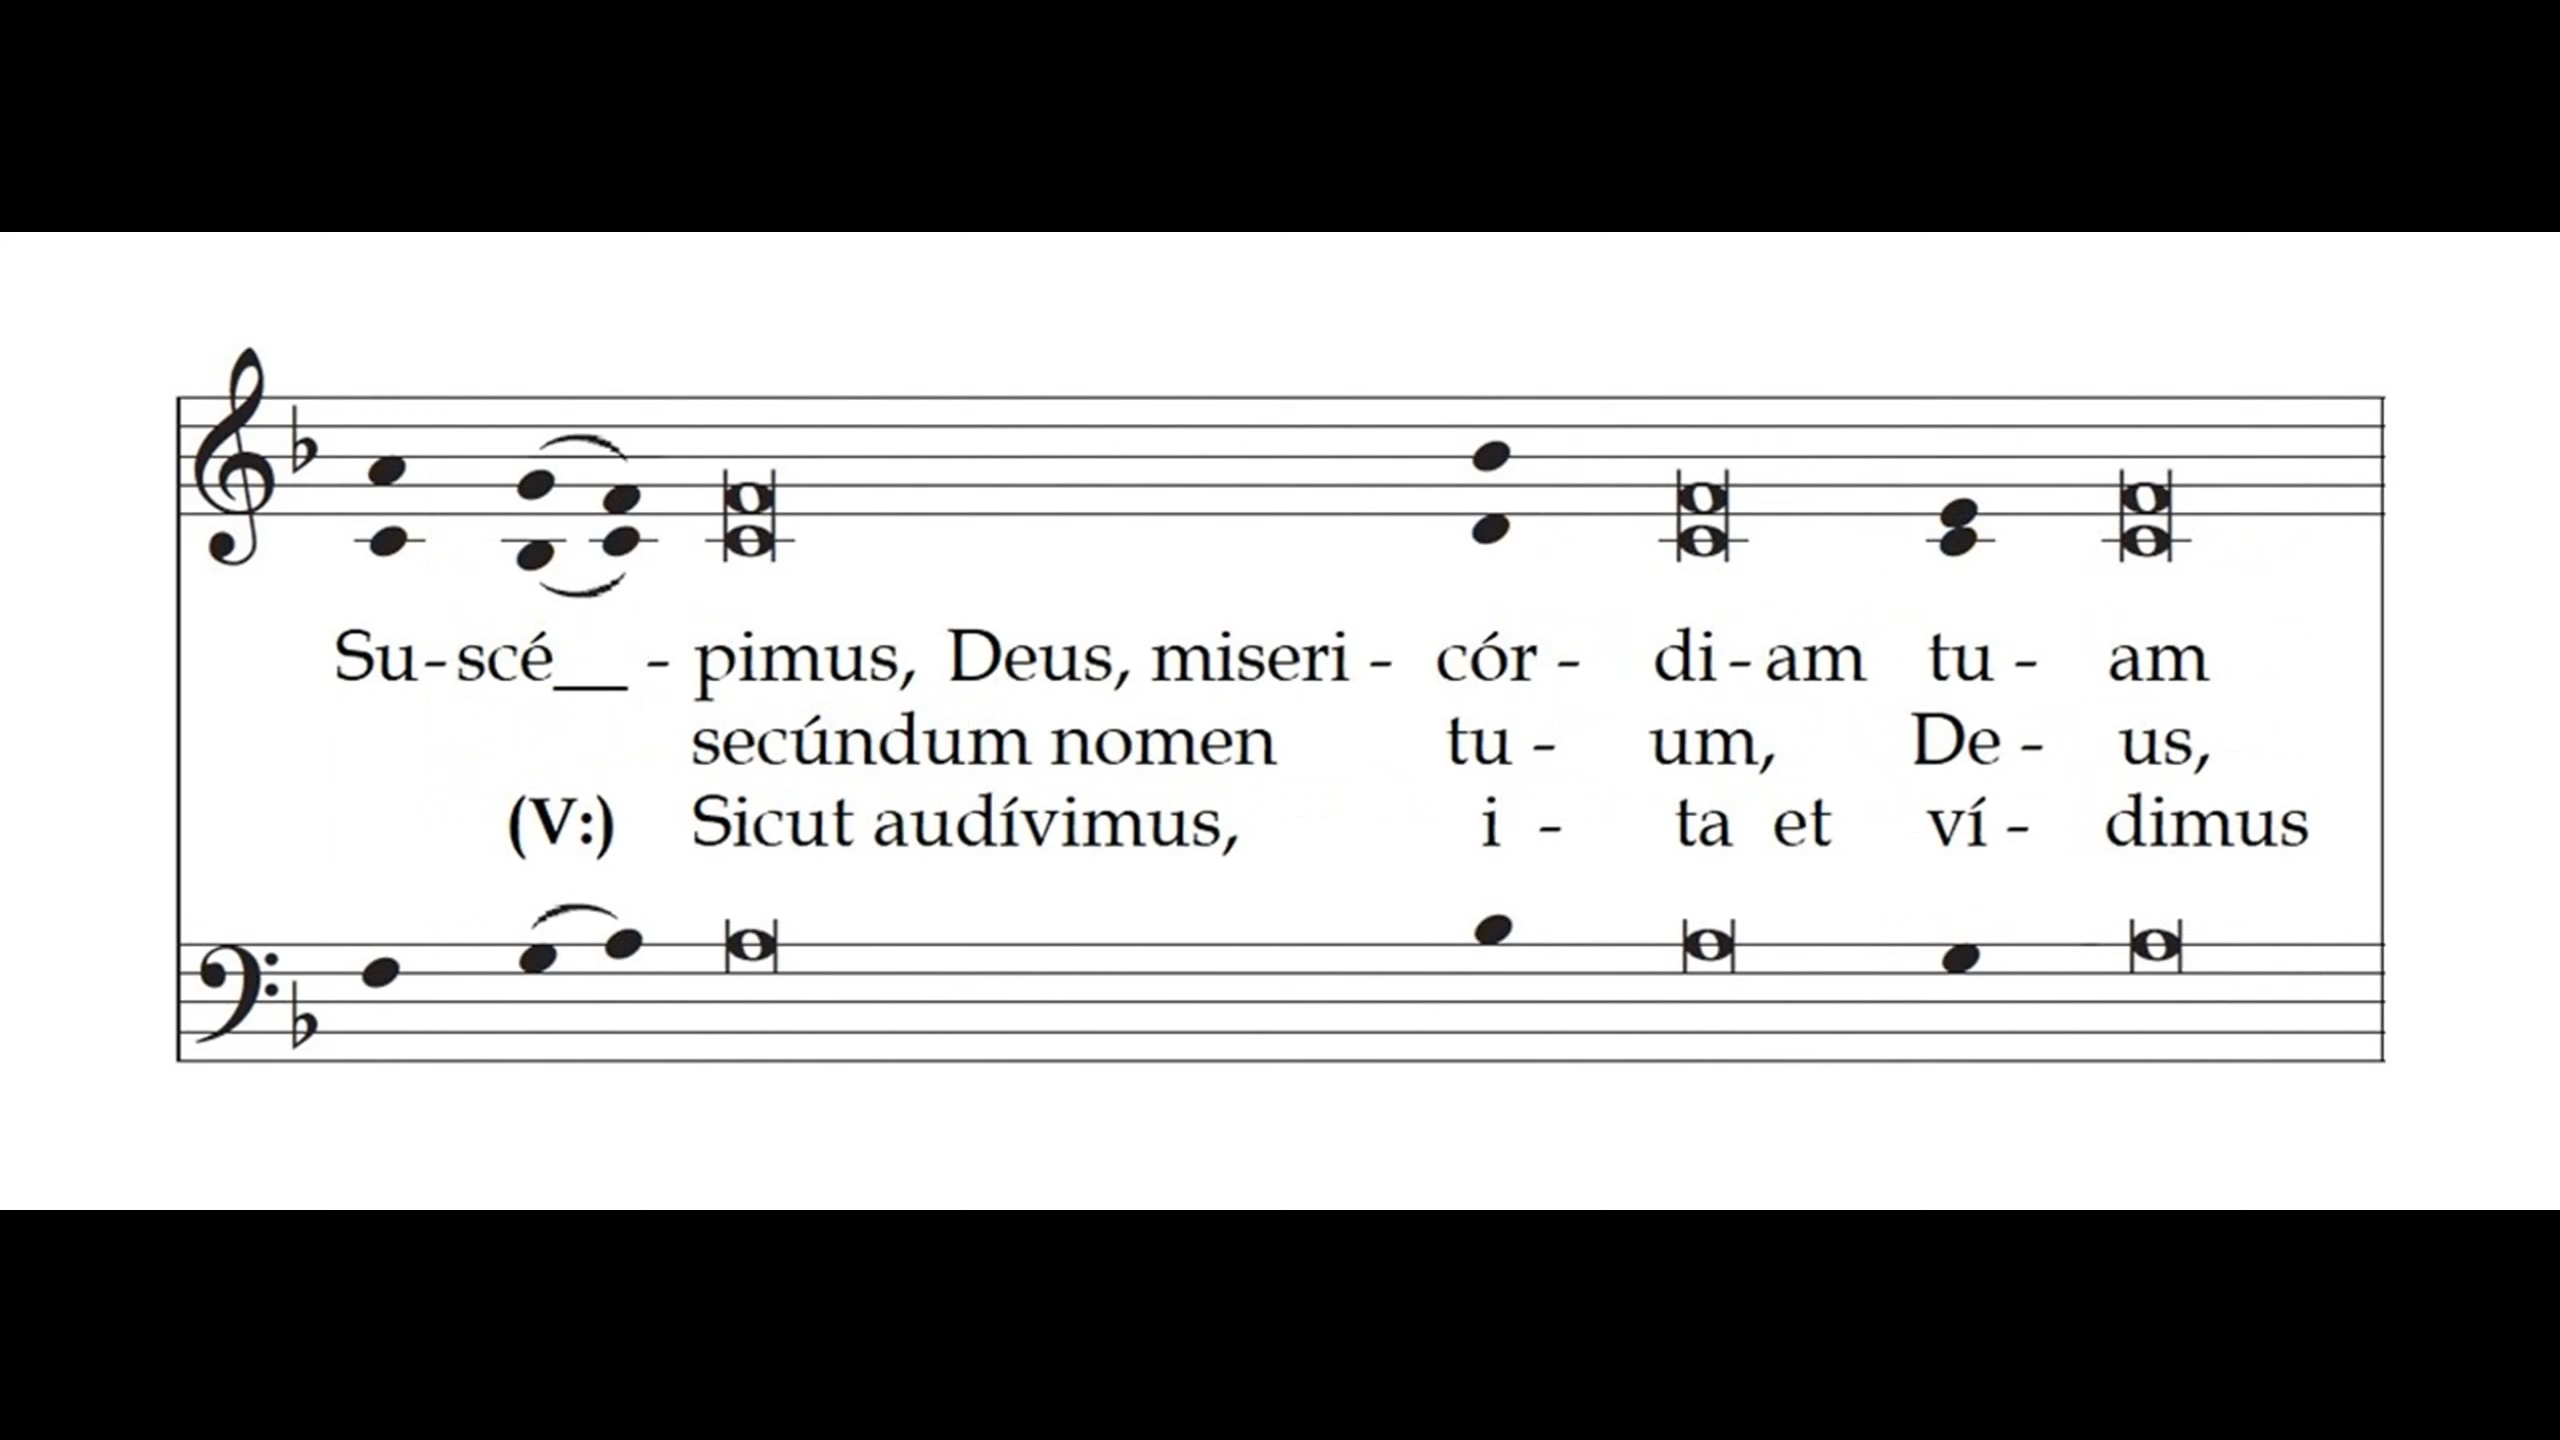 Su-scé__ - pimus, Deus, miseri - cór - di-am tu - am
secúndum nomen tu - um, De - us,
(V:) Sicut audívimus, i - ta et ví - dimus